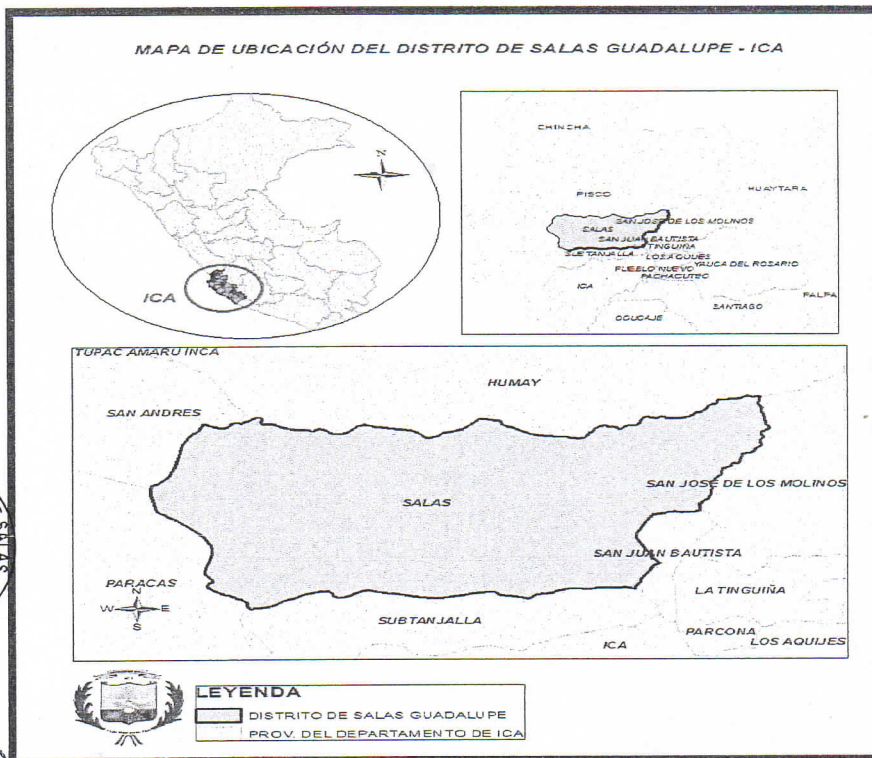 MAPA DE UBICACIÓN DEL DISTRITO DE SALAS GUADALUPE - ICA
N
ICA
CHINCHA
PISCO
HUAYTARA
SAN JOSE DE LOS MOLINOS
SALAS
SAN JUAN BAUTISTA
TINGUIÑA
LOS AQUIJES
YAUCA DEL ROSARIO
PUEBLO NUEVO
PACHACUTEC
ICA
PALPA
SANTIAGO
OCUCAJE
TUPAC AMARU INCA
HUMAY
SAN ANDRES
SALAS
SAN JOSE DE LOS MOLINOS
SAN JUAN BAUTISTA
PARACAS
N
W E
S
LA TINGUIÑA
SUBTANJALLA
PARCONA
ICA
LOS AQUIJES
LEYENDA
DISTRITO DE SALAS GUADALUPE
PROV. DEL DEPARTAMENTO DE ICA
SALAS